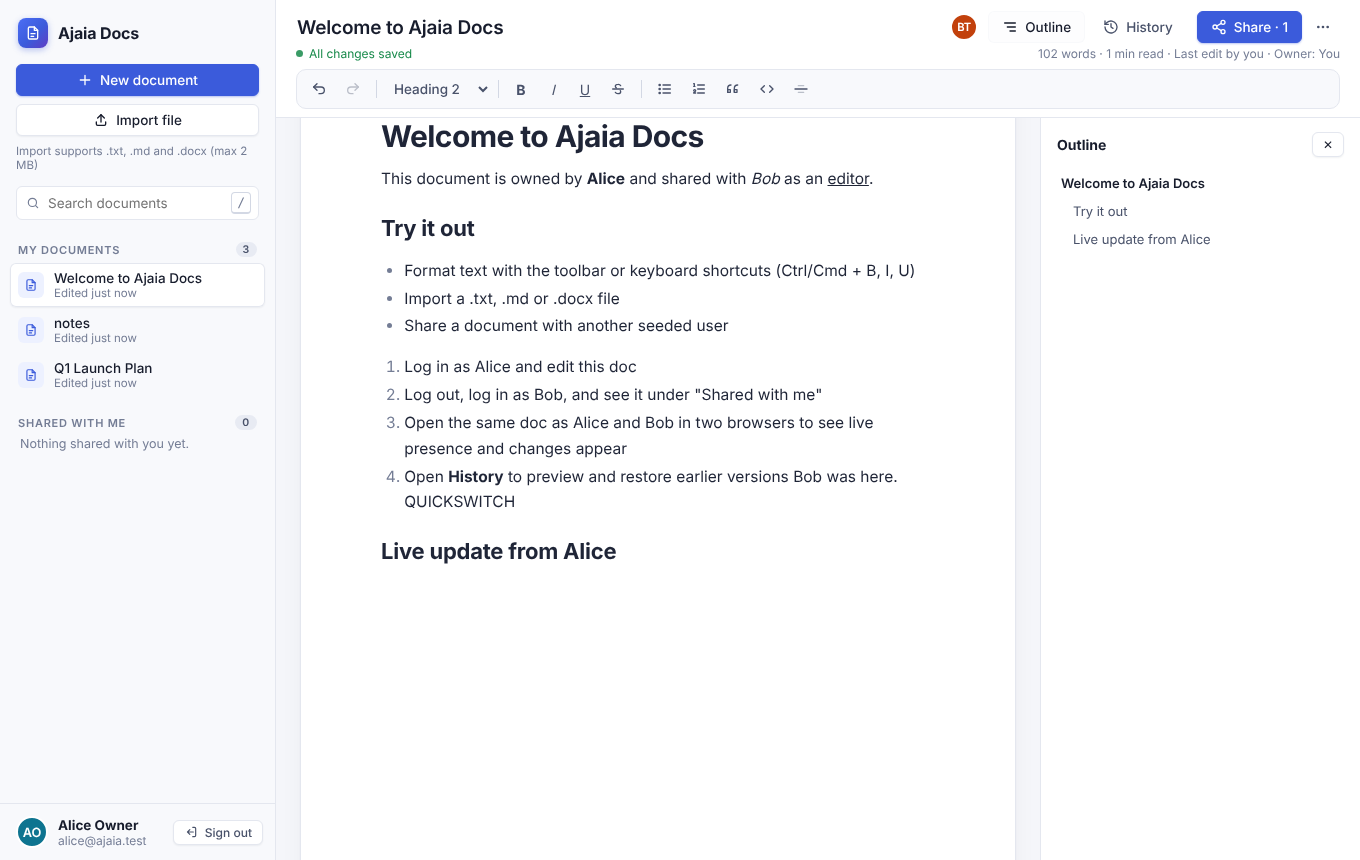 Ajaia Docs
New document
Import file
Import supports .txt, .md and .docx (max 2
MB)
Search documents /
MY DOCUMENTS 3
Welcome to Ajaia Docs
Edited just now
notes
Edited just now
Q1 Launch Plan
Edited just now
SHARED WITH ME 0
Nothing shared with you yet.
AO
Alice Owner
alice@ajaia.test
Sign out
Welcome to Ajaia Docs
BT Outline History Share · 1
All changes saved
102 words · 1 min read · Last edit by you · Owner: You
Heading 2 B I U S
Welcome to Ajaia Docs
This document is owned by Alice and shared with Bob as an editor.
Try it out
• Format text with the toolbar or keyboard shortcuts (Ctrl/Cmd + B, I, U)
• Import a .txt, .md or .docx file
• Share a document with another seeded user
1. Log in as Alice and edit this doc
2. Log out, log in as Bob, and see it under "Shared with me"
3. Open the same doc as Alice and Bob in two browsers to see live
presence and changes appear
4. Open History to preview and restore earlier versions Bob was here.
QUICKSWITCH
Live update from Alice
Outline
Welcome to Ajaia Docs
Try it out
Live update from Alice